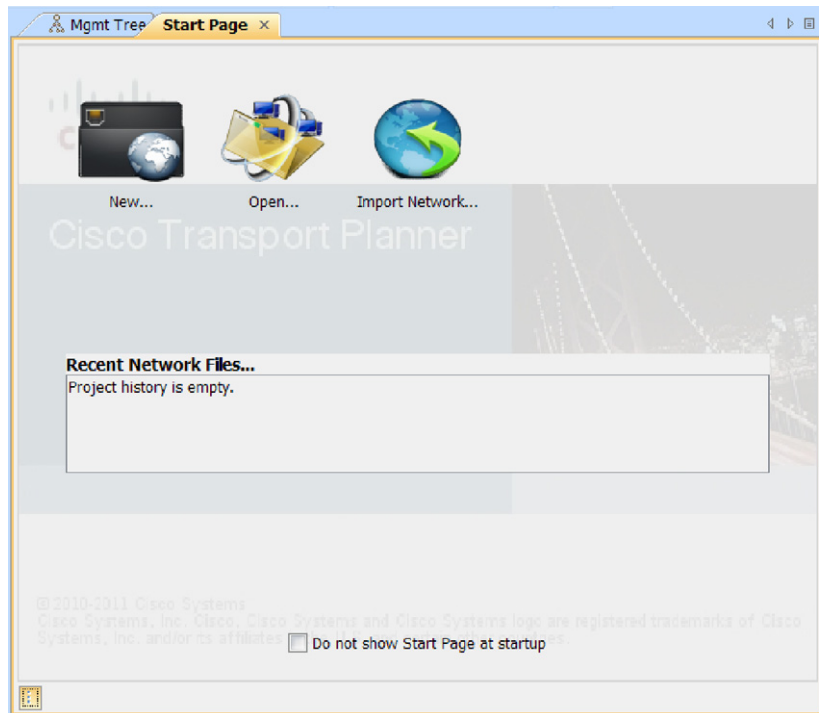 Mgmt Tree Start Page ×
New... Open... Import Network...
Cisco Transport Planner
Recent Network Files...
Project history is empty.
© 2010-2011 Cisco Systems
Cisco Systems, Inc. Cisco, Cisco Systems and Cisco Systems logo are registered trademarks of Cisco
Systems, Inc. and/or its affiliates
Do not show Start Page at startup